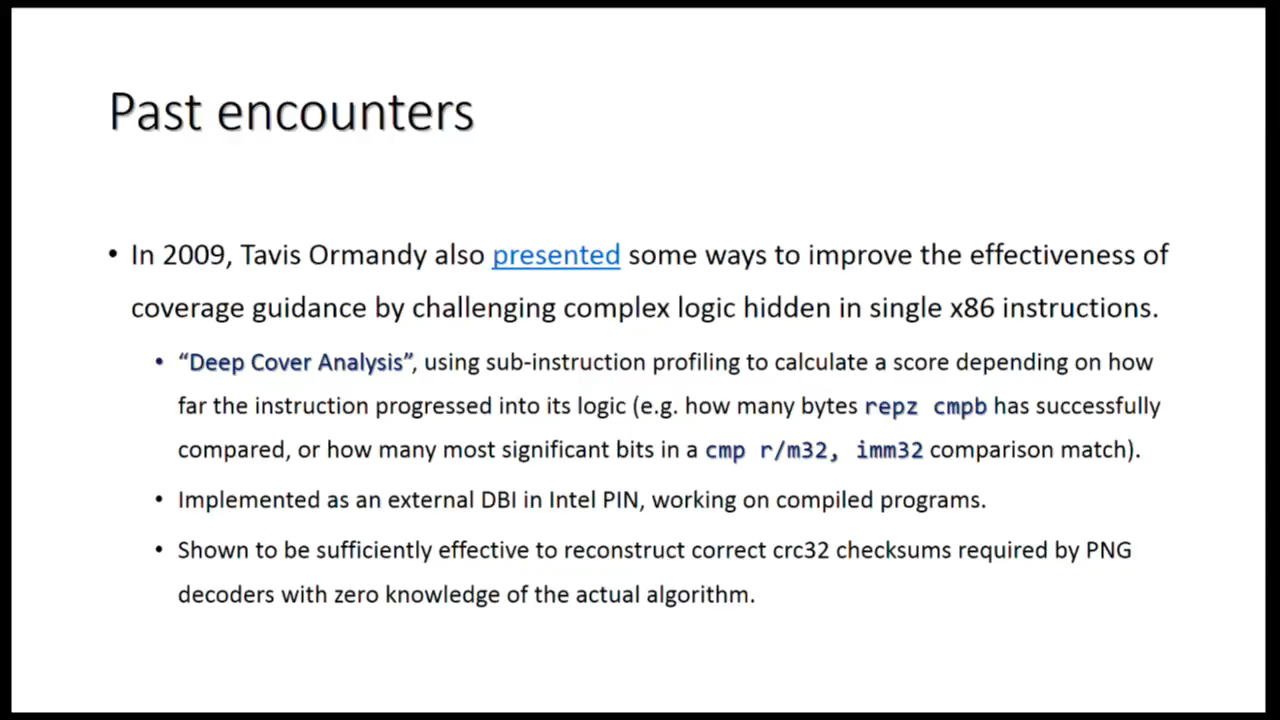 Past encounters
• In 2009, Tavis Ormandy also presented some ways to improve the effectiveness of
coverage guidance by challenging complex logic hidden in single x86 instructions.
• “Deep Cover Analysis”, using sub-instruction profiling to calculate a score depending on how
far the instruction progressed into its logic (e.g. how many bytes repz cmpb has successfully
compared, or how many most significant bits in a cmp r/m32, imm32 comparison match).
• Implemented as an external DBI in Intel PIN, working on compiled programs.
• Shown to be sufficiently effective to reconstruct correct crc32 checksums required by PNG
decoders with zero knowledge of the actual algorithm.